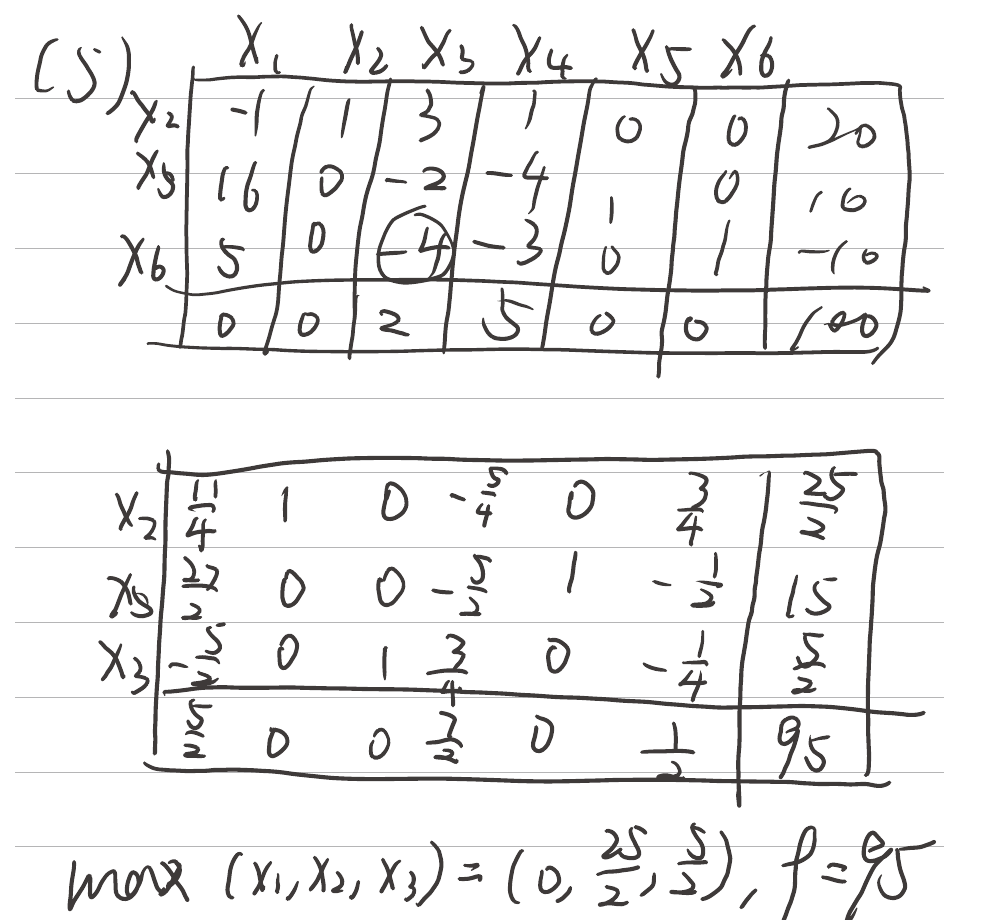 (5) X₁ X₂ X₃ X₄ X₅ X₆
X₂ -1 1 3 1 0 0 20
X₅ 16 0 -2 -4 1 0 10
X₆ 5 0 -4 -3 0 1 -10
0 0 2 5 0 0 100
X₂ 11/4 1 0 -5/4 0 3/4 25/2
X₅ 27/2 0 0 -5/2 1 -1/2 15
X₃ -5/2 0 1 3/4 0 -1/4 5/2
5/2 0 0 7/2 0 1/2 95
max (X₁, X₂, X₃) = (0, 25/2, 5/2), f = 95